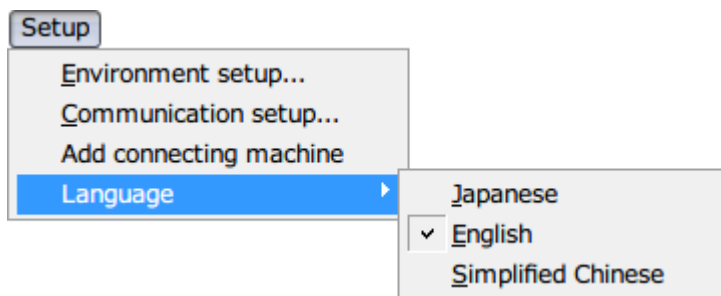 Setup
Environment setup...
Communication setup...
Add connecting machine
Language
Japanese
English
Simplified Chinese